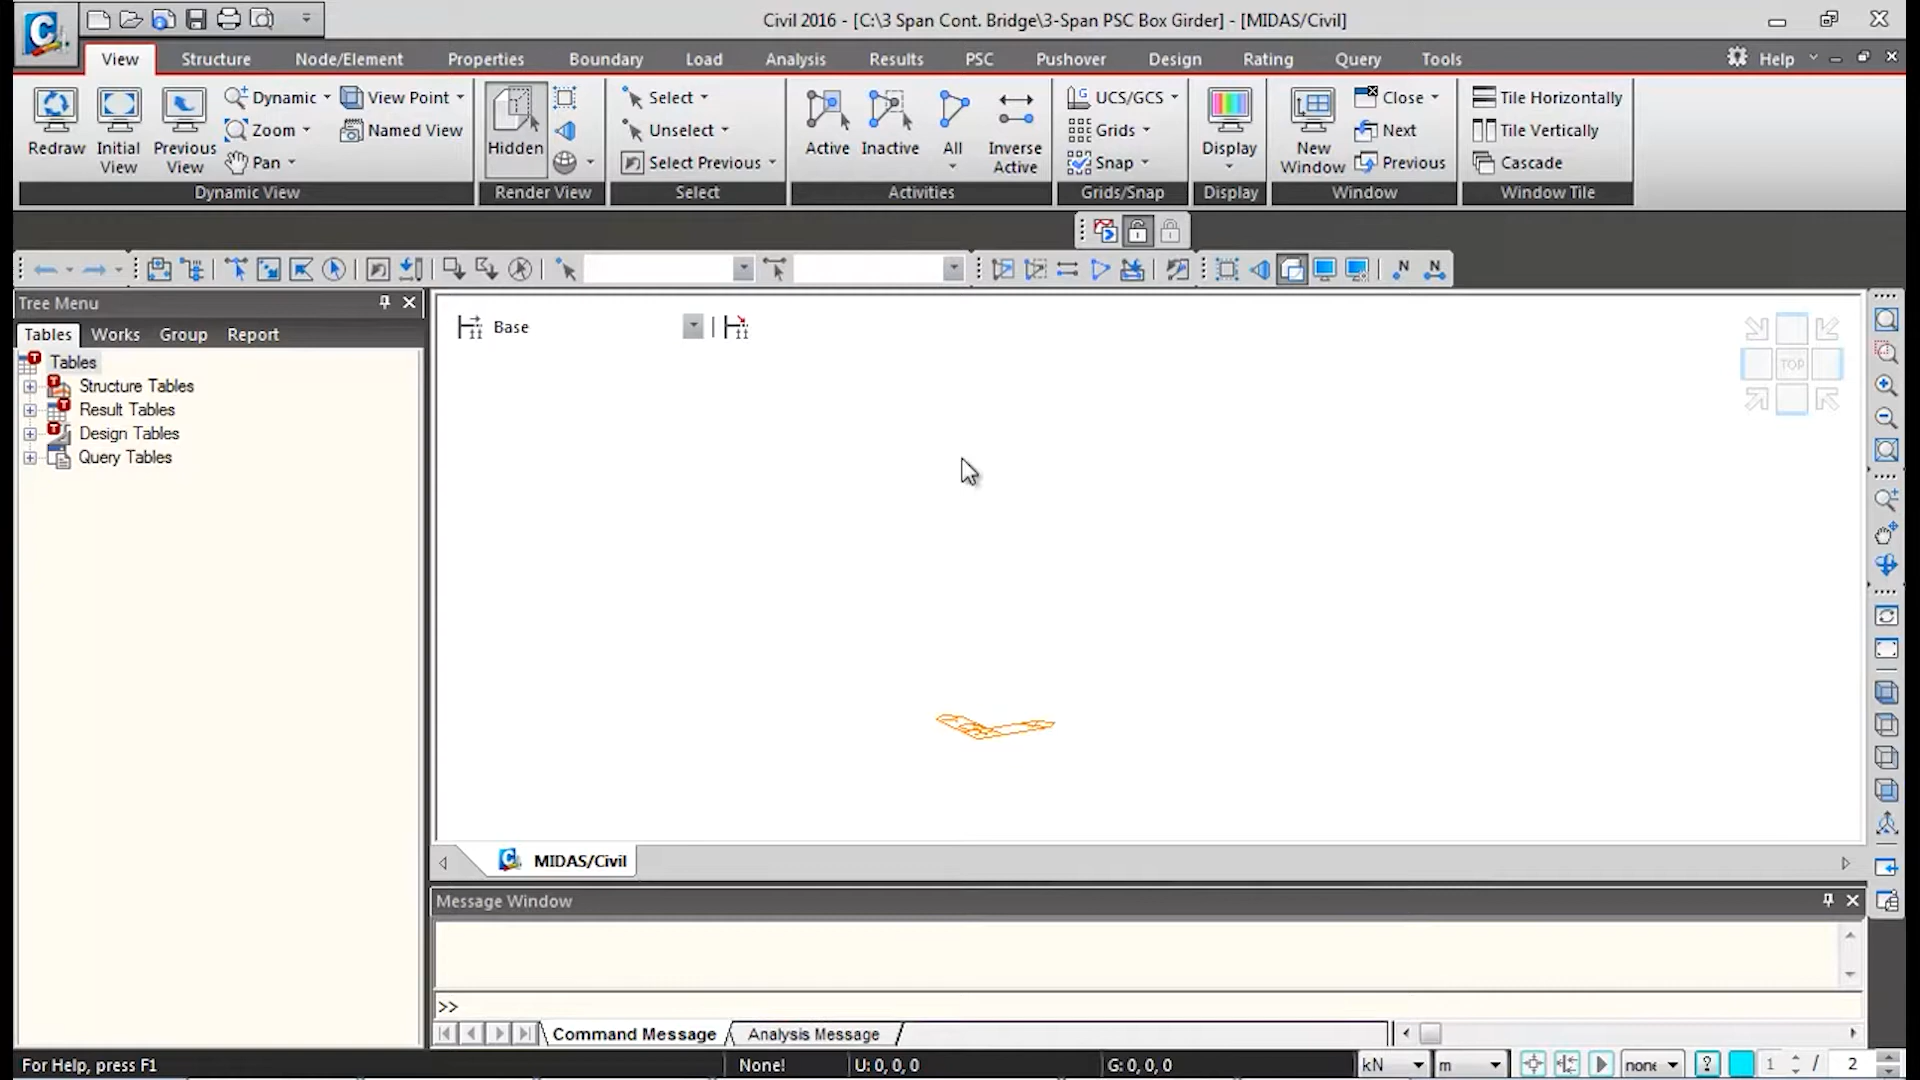 Civil 2016 - [C:\3 Span Cont. Bridge\3-Span PSC Box Girder] - [MIDAS/Civil]
View Structure Node/Element Properties Boundary Load Analysis Results PSC Pushover Design Rating Query Tools Help
Redraw
Initial View
Previous View
Dynamic
Zoom
Pan
View Point
Named View
Dynamic View
Hidden
Render View
Select
Unselect
Select Previous
Select
Active
Inactive
All
Inverse Active
Activities
UCS/GCS
Grids
Snap
Grids/Snap
Display
Display
New Window
Close
Next
Previous
Window
Tile Horizontally
Tile Vertically
Cascade
Window Tile
N N
Tree Menu
Tables Works Group Report
Tables
Structure Tables
Result Tables
Design Tables
Query Tables
Base
TOP
MIDAS/Civil
Message Window
>>
Command Message Analysis Message
For Help, press F1 None! U: 0, 0, 0 G: 0, 0, 0 kN m none ? 1 / 2